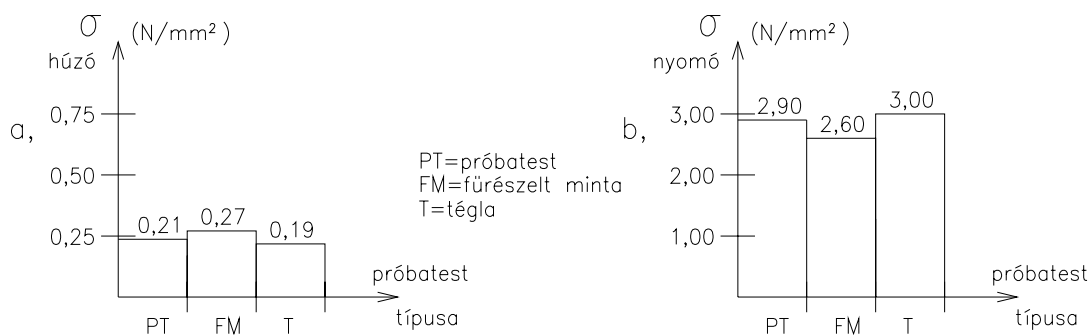 a,
σ (N/mm²)
húzó
0,75
0,50
0,25
0,21
0,27
0,19
PT
FM
T
próbatest
típusa
PT=próbatest
FM=fűrészelt minta
T=tégla
b,
σ (N/mm²)
nyomó
3,00
2,00
1,00
2,90
2,60
3,00
PT
FM
T
próbatest
típusa